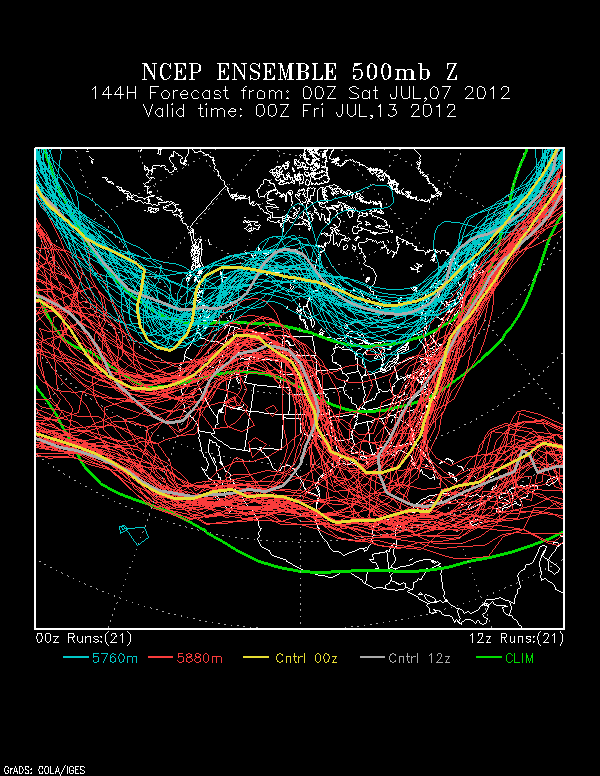 NCEP ENSEMBLE 500mb Z
144H Forecast from: 00Z Sat JUL,07 2012
Valid time: 00Z Fri JUL,13 2012
00z Runs:(21) 12z Runs:(21)
5760m 5880m Cntrl 00z Cntrl 12z CLIM
GrADS: COLA/IGES